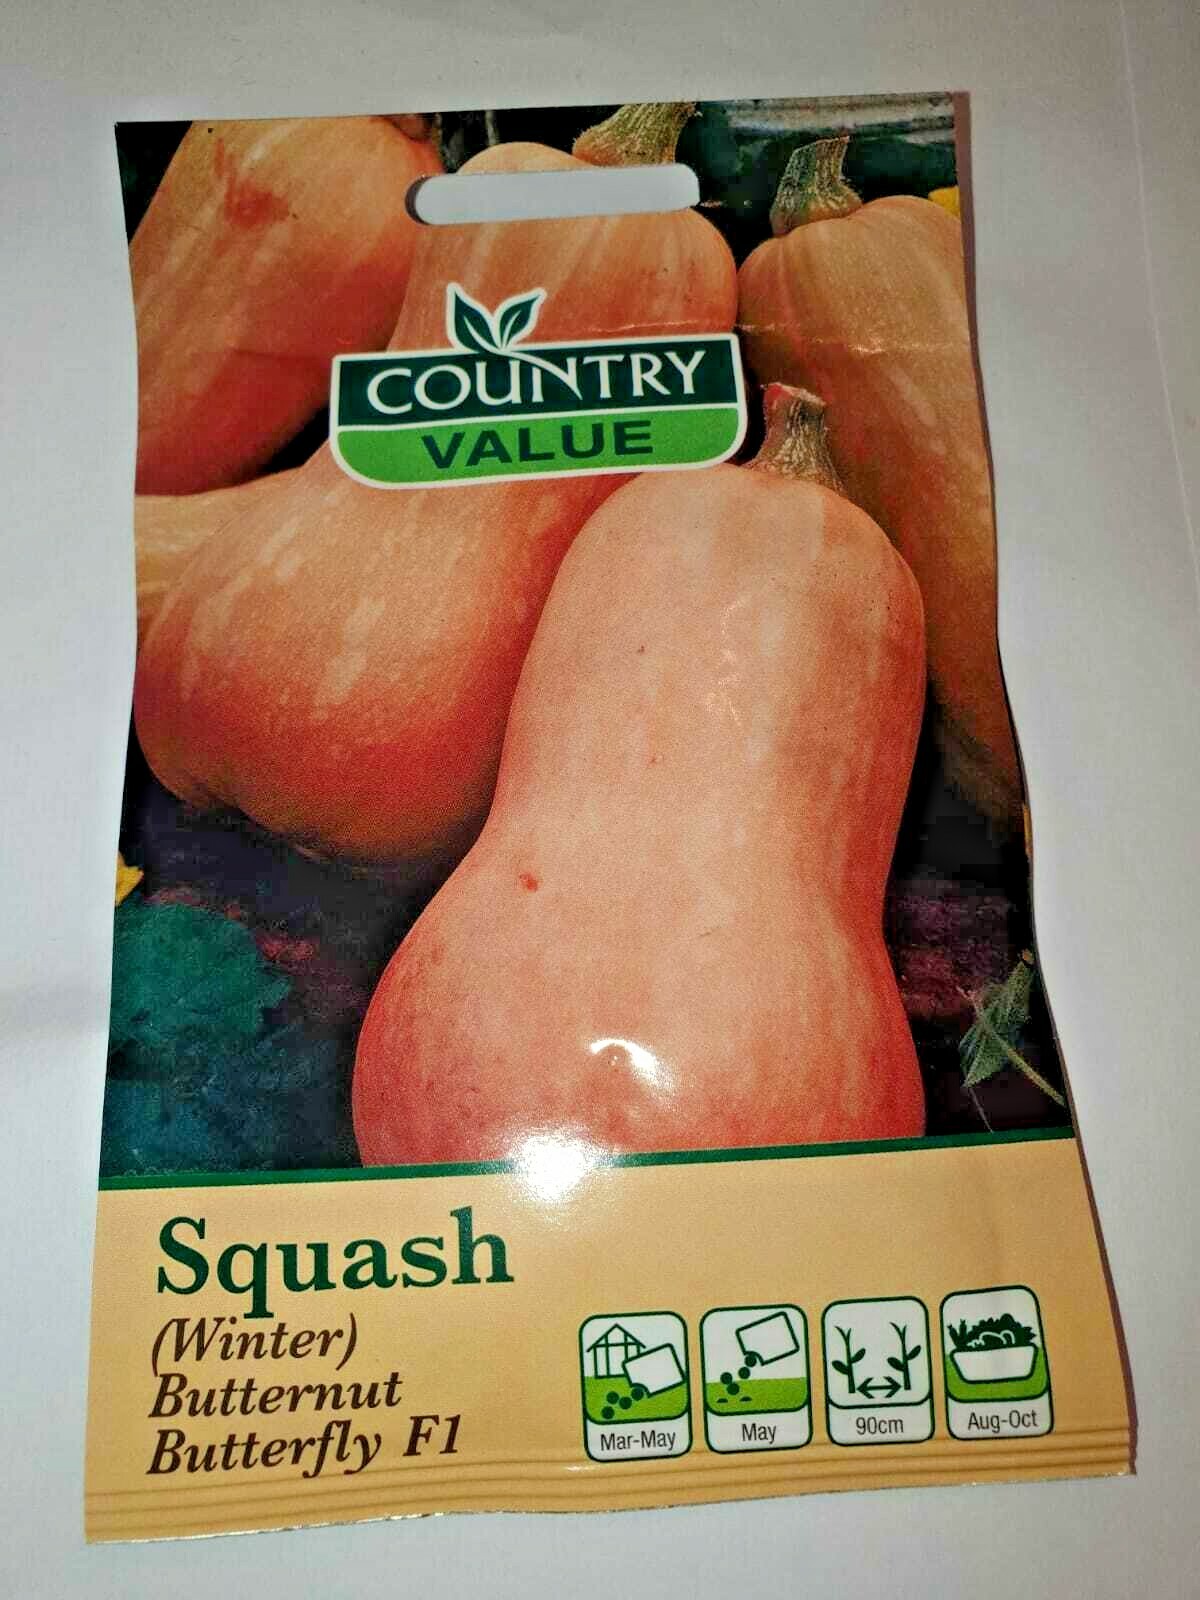 COUNTRY
VALUE
Squash
(Winter)
Butternut
Butterfly F1
Mar-May
May
90cm
Aug-Oct